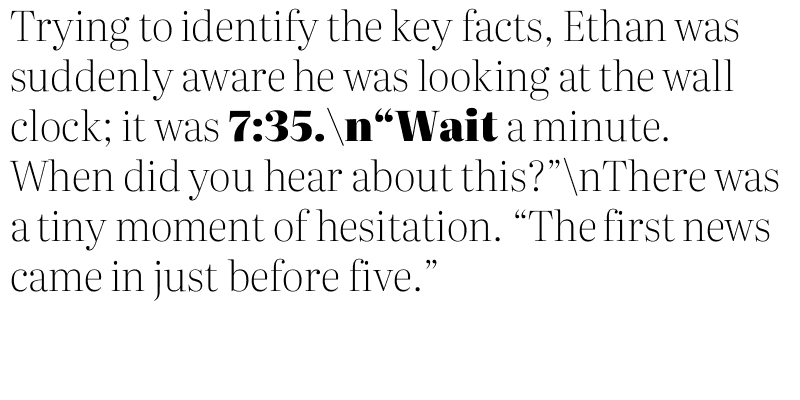 Trying to identify the key facts, Ethan was
suddenly aware he was looking at the wall
clock; it was 7:35.\n“Wait a minute.
When did you hear about this?”\nThere was
a tiny moment of hesitation. “The first news
came in just before five.”